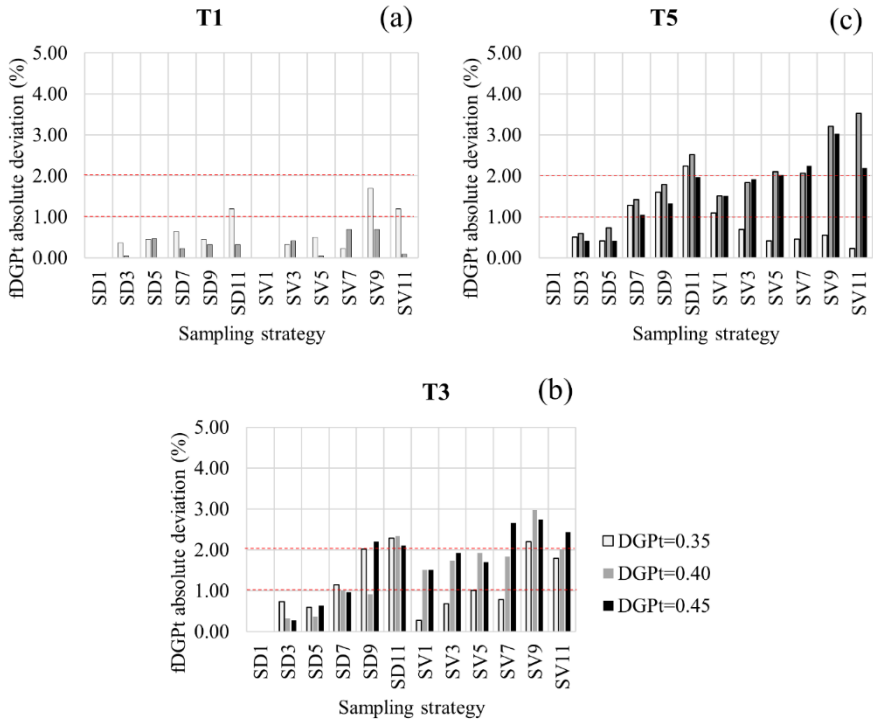 T1
(a)
fDGPt absolute deviation (%)
5.00
4.00
3.00
2.00
1.00
0.00
SD1
SD3
SD5
SD7
SD9
SD11
SV1
SV3
SV5
SV7
SV9
SV11
Sampling strategy
T5
(c)
fDGPt absolute deviation (%)
5.00
4.00
3.00
2.00
1.00
0.00
SD1
SD3
SD5
SD7
SD9
SD11
SV1
SV3
SV5
SV7
SV9
SV11
Sampling strategy
T3
(b)
fDGPt absolute deviation (%)
5.00
4.00
3.00
2.00
1.00
0.00
SD1
SD3
SD5
SD7
SD9
SD11
SV1
SV3
SV5
SV7
SV9
SV11
Sampling strategy
DGPt=0.35
DGPt=0.40
DGPt=0.45